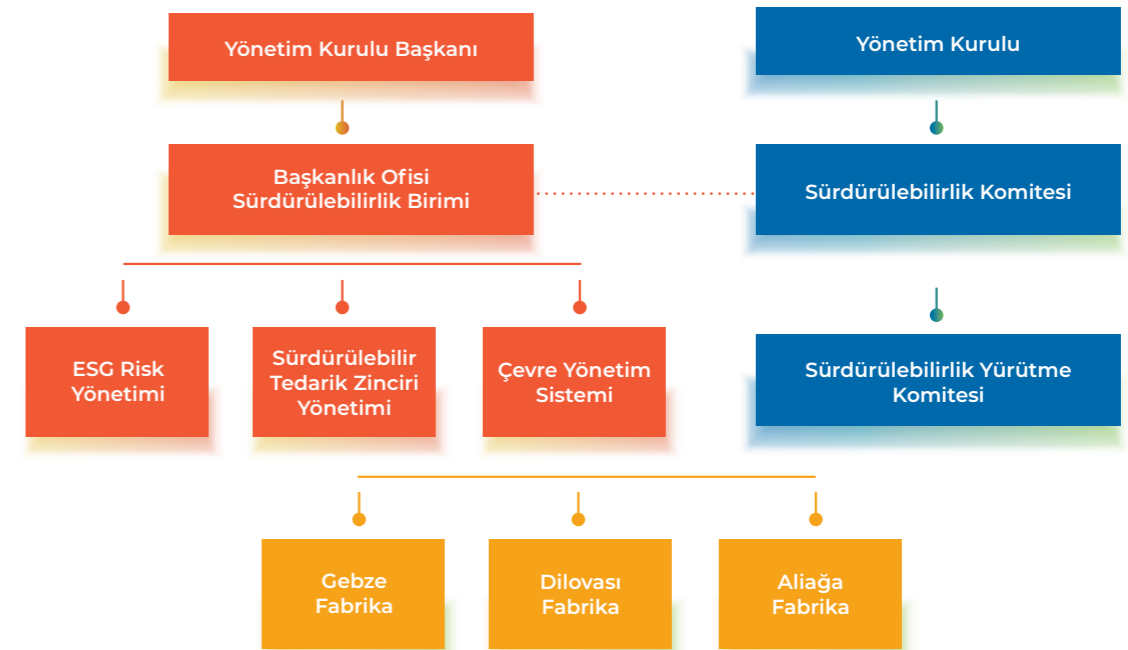 Yönetim Kurulu Başkanı
Yönetim Kurulu
Başkanlık Ofisi
Sürdürülebilirlik Birimi
Sürdürülebilirlik Komitesi
ESG Risk
Yönetimi
Sürdürülebilir
Tedarik Zinciri
Yönetimi
Çevre Yönetim
Sistemi
Sürdürülebilirlik Yürütme
Komitesi
Gebze
Fabrika
Dilovası
Fabrika
Aliağa
Fabrika